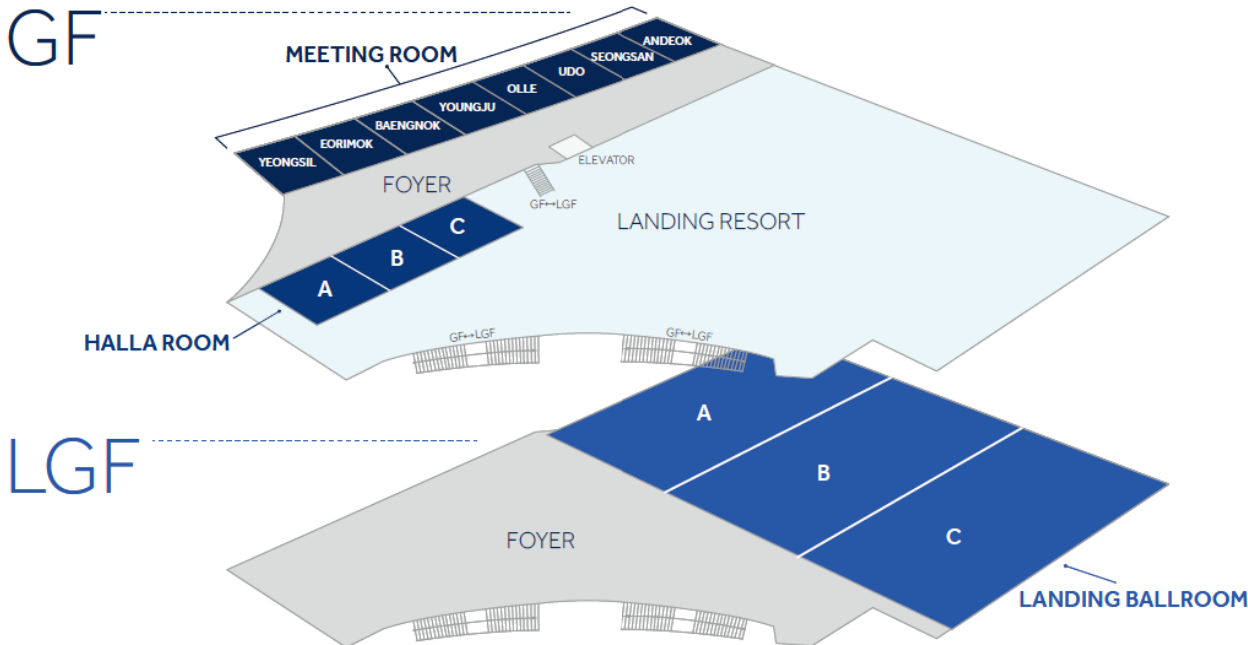 GF
MEETING ROOM
ANDEOK
SEONGSAN
UDO
OLLE
YOUNGJU
BAENGNOK
EORIMOK
YEONGSIL
ELEVATOR
FOYER
GF↔LGF
LANDING RESORT
C
B
A
HALLA ROOM
GF↔LGF
GF↔LGF
LGF
A
B
C
FOYER
LANDING BALLROOM